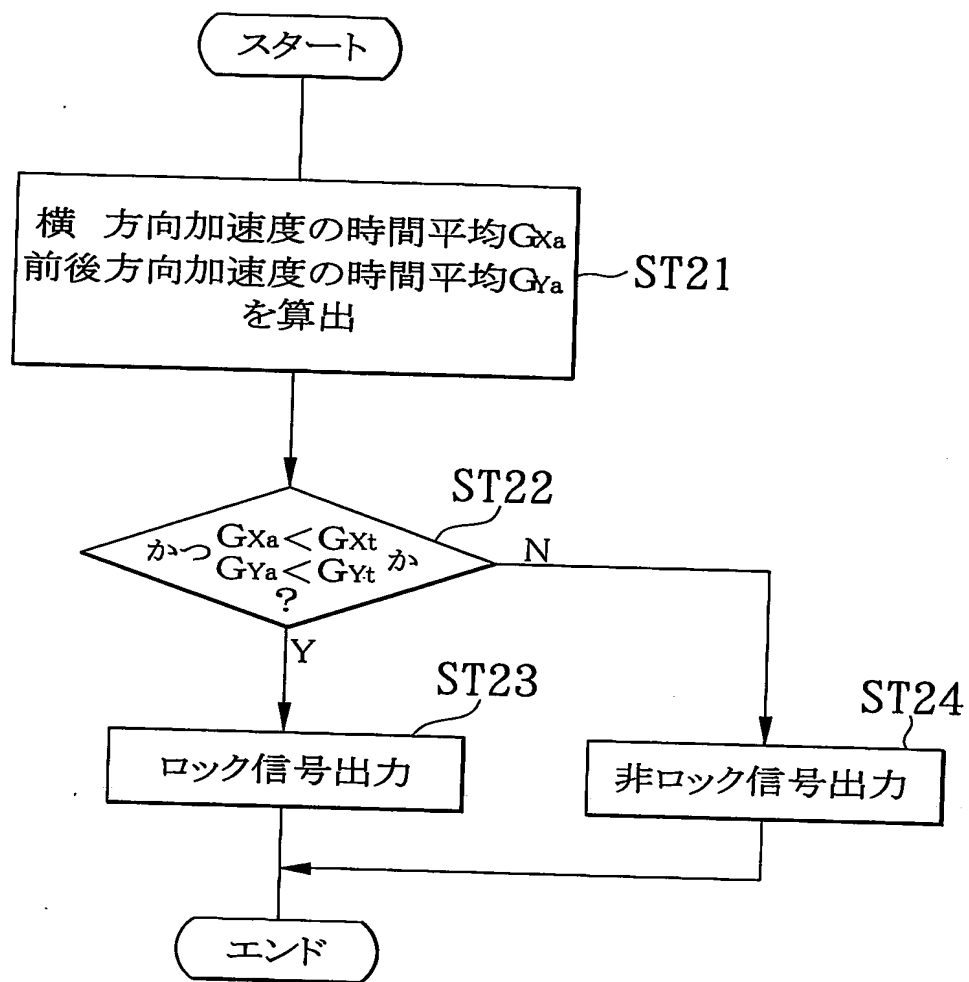 スタート
横 方向加速度の時間平均GXa
前後方向加速度の時間平均GYa
を算出
ST21
ST22
GXa<GXt
かつ か
GYa<GYt
?
N
Y
ST23
ロック信号出力
ST24
非ロック信号出力
エンド